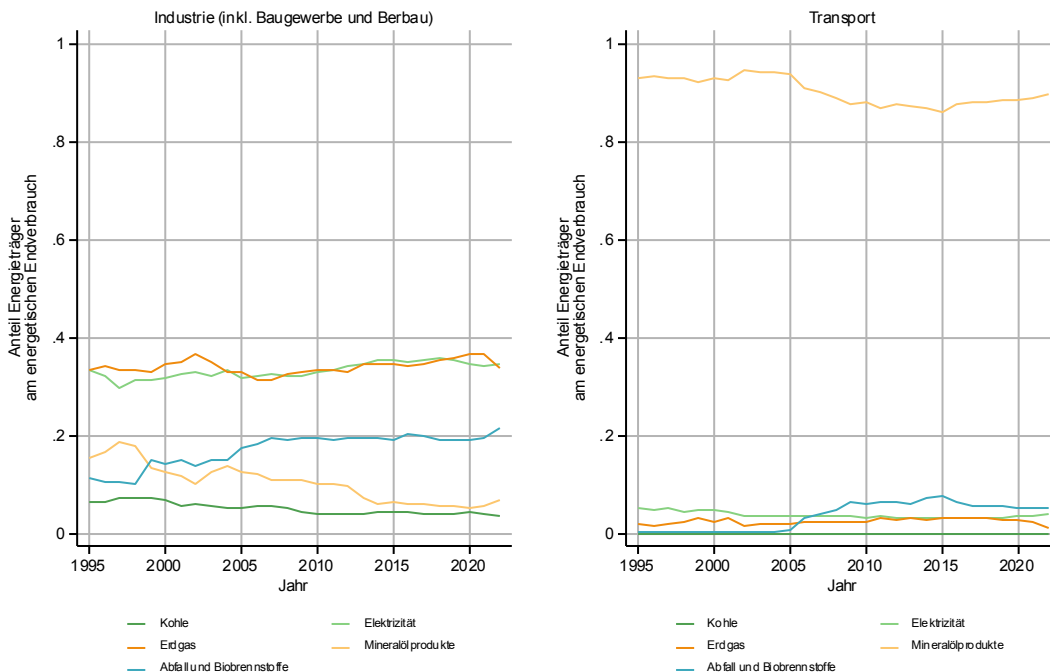 Industrie (inkl. Baugewerbe und Berbau)
Anteil Energieträger
am energetischen Endverbrauch
1
.8
.6
.4
.2
0
1995 2000 2005 2010 2015 2020
Jahr
Kohle Elektrizität
Erdgas Mineralölprodukte
Abfall und Biobrennstoffe
Transport
Anteil Energieträger
am energetischen Endverbrauch
1
.8
.6
.4
.2
0
1995 2000 2005 2010 2015 2020
Jahr
Kohle Elektrizität
Erdgas Mineralölprodukte
Abfall und Biobrennstoffe